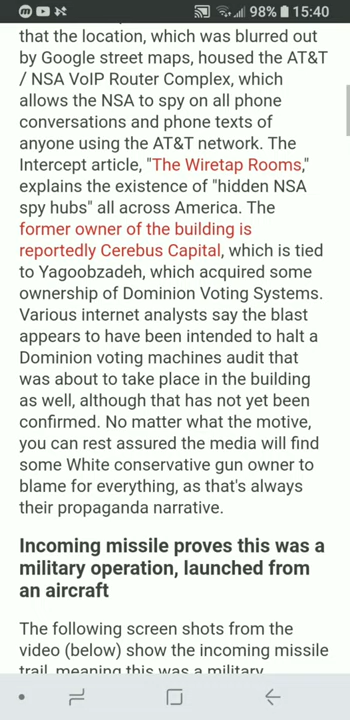 98% 15:40
that the location, which was blurred out
by Google street maps, housed the AT&T
/ NSA VoIP Router Complex, which
allows the NSA to spy on all phone
conversations and phone texts of
anyone using the AT&T network. The
Intercept article, "The Wiretap Rooms,"
explains the existence of "hidden NSA
spy hubs" all across America. The
former owner of the building is
reportedly Cerebus Capital, which is tied
to Yagoobzadeh, which acquired some
ownership of Dominion Voting Systems.
Various internet analysts say the blast
appears to have been intended to halt a
Dominion voting machines audit that
was about to take place in the building
as well, although that has not yet been
confirmed. No matter what the motive,
you can rest assured the media will find
some White conservative gun owner to
blame for everything, as that's always
their propaganda narrative.
Incoming missile proves this was a
military operation, launched from
an aircraft
The following screen shots from the
video (below) show the incoming missile
trail, meaning this was a military